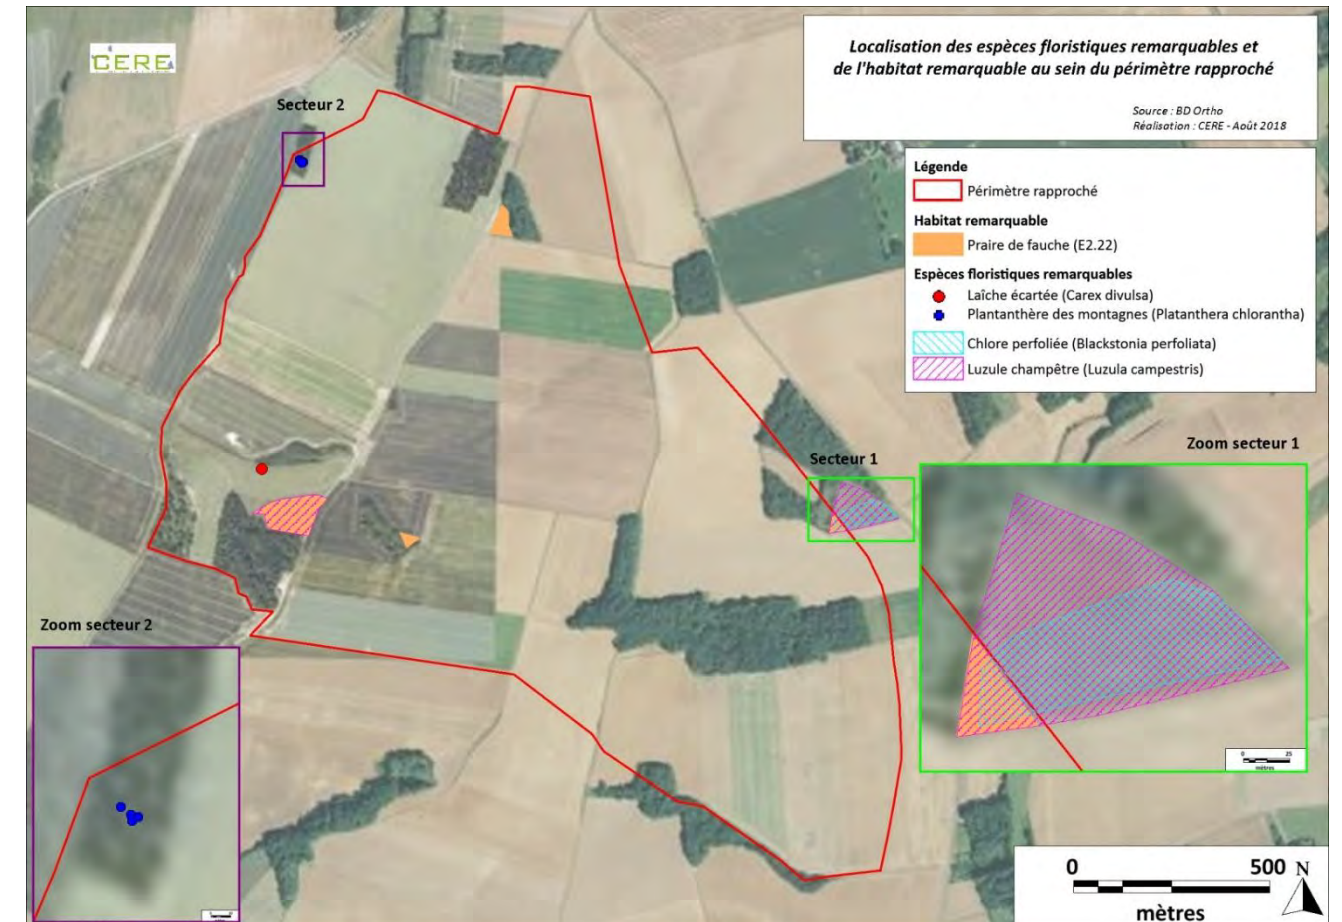 CERE
Localisation des espèces floristiques remarquables et
de l'habitat remarquable au sein du périmètre rapproché
Source : BD Ortho
Réalisation : CERE - Août 2018
Légende
Périmètre rapproché
Habitat remarquable
Praire de fauche (E2.22)
Espèces floristiques remarquables
Laîche écartée (Carex divulsa)
Plantanthère des montagnes (Platanthera chlorantha)
Chlore perfoliée (Blackstonia perfoliata)
Luzule champêtre (Luzula campestris)
Secteur 2
Secteur 1
Zoom secteur 1
0 25
mètres
Zoom secteur 2
0 500
mètres
N